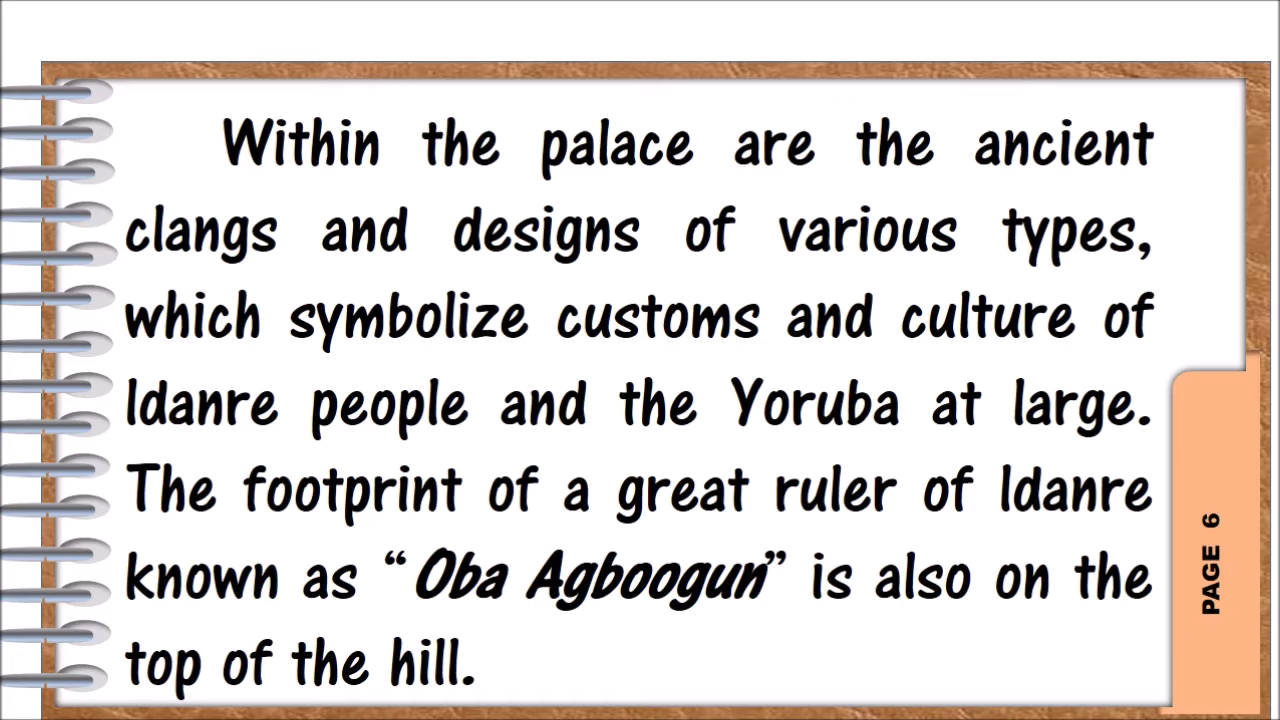 Within the palace are the ancient
clangs and designs of various types,
which symbolize customs and culture of
Idanre people and the Yoruba at large.
The footprint of a great ruler of Idanre
known as “Oba Agboogun” is also on the
top of the hill.
PAGE 6